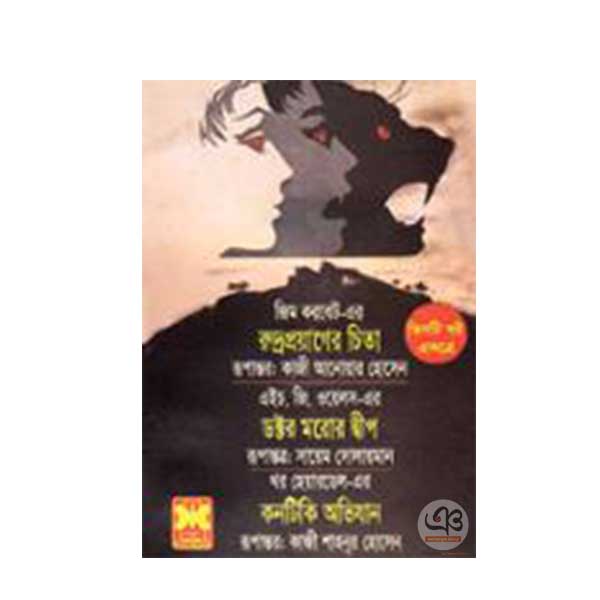 জিম করবেট-এর
রুদ্রপ্রয়াগের চিতা
রূপান্তর: কাজী আনোয়ার হোসেন
তিনটি বই
একত্রে
এইচ. জি. ওয়েলস-এর
ডক্টর মরোর দ্বীপ
রূপান্তর: সায়েম সোলায়মান
থর হেয়ারডেল-এর
কনটিকি অভিযান
রূপান্তর: কাজী শাহনূর হোসেন